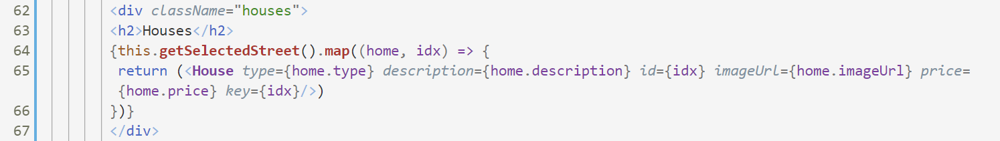 62 <div className="houses">
63 <h2>Houses</h2>
64 {this.getSelectedStreet().map((home, idx) => {
65 return (<House type={home.type} description={home.description} id={idx} imageUrl={home.imageUrl} price=
{home.price} key={idx}/>)
66 })}
67 </div>